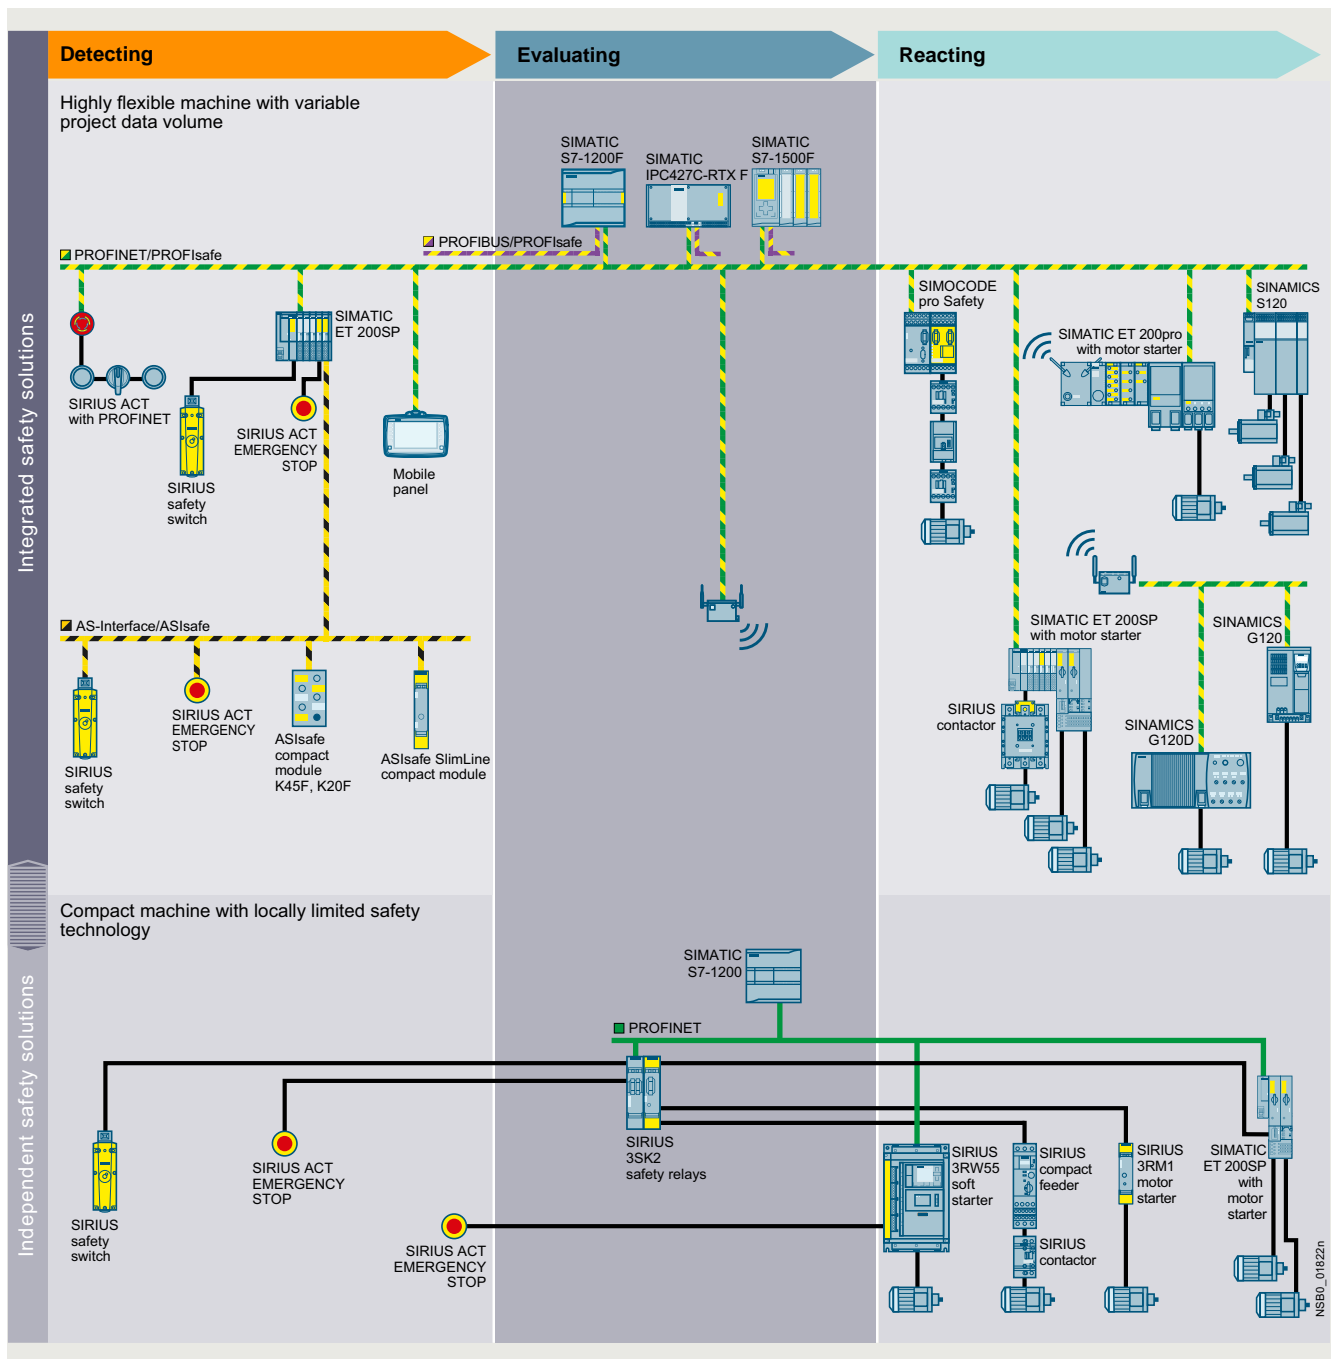 Detecting
Evaluating
Reacting
Integrated safety solutions
Highly flexible machine with variable
project data volume
SIMATIC
S7-1200F
SIMATIC
IPC427C-RTX F
SIMATIC
S7-1500F
PROFIBUS/PROFIsafe
PROFINET/PROFIsafe
SIRIUS ACT
with PROFINET
SIMATIC
ET 200SP
SIRIUS
safety
switch
SIRIUS ACT
EMERGENCY
STOP
Mobile
panel
SIMOCODE
pro Safety
SIMATIC ET 200pro
with motor starter
SINAMICS
S120
AS-Interface/ASIsafe
SIRIUS
safety
switch
SIRIUS ACT
EMERGENCY
STOP
ASIsafe
compact
module
K45F, K20F
ASIsafe SlimLine
compact module
SIMATIC ET 200SP
with motor starter
SIRIUS
contactor
SINAMICS
G120
SINAMICS
G120D
Independent safety solutions
Compact machine with locally limited safety
technology
SIMATIC
S7-1200
PROFINET
SIRIUS
safety
switch
SIRIUS ACT
EMERGENCY
STOP
SIRIUS ACT
EMERGENCY
STOP
SIRIUS
3SK2
safety relays
SIRIUS
3RW55
soft
starter
SIRIUS
compact
feeder
SIRIUS
contactor
SIRIUS
3RM1
motor
starter
SIMATIC
ET 200SP
with
motor
starter
NSB0_01822n